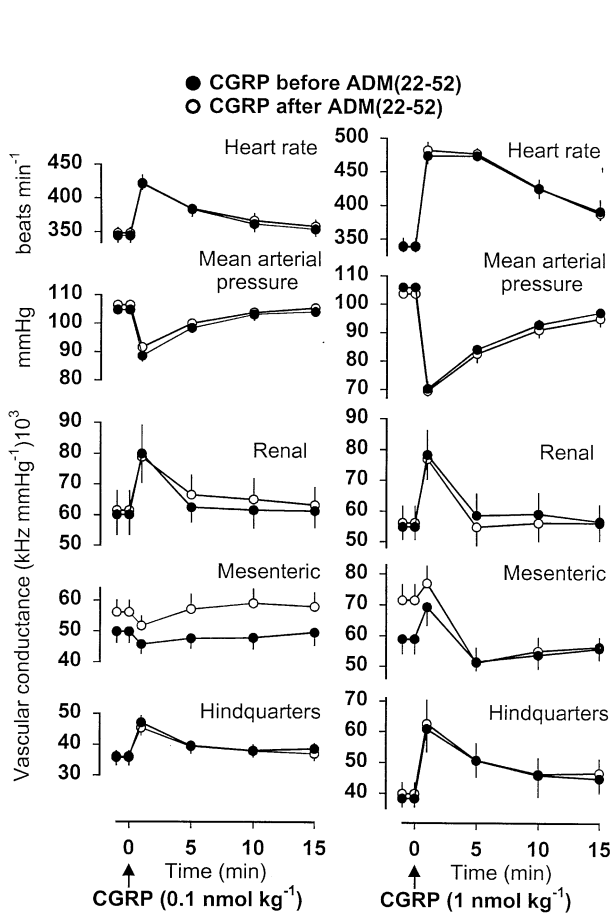 ● CGRP before ADM(22-52)
○ CGRP after ADM(22-52)
Heart rate
beats min⁻¹
450
400
350
Mean arterial
pressure
mmHg
110
100
90
80
Vascular conductance (kHz mmHg⁻¹)10³
Renal
90
80
70
60
50
Mesenteric
60
50
40
Hindquarters
50
40
30
0 5 10 15
Time (min)
CGRP (0.1 nmol kg⁻¹)
Heart rate
500
450
400
350
Mean arterial
pressure
110
100
90
80
70
Renal
90
80
70
60
50
Mesenteric
80
70
60
50
Hindquarters
70
60
50
40
0 5 10 15
Time (min)
CGRP (1 nmol kg⁻¹)